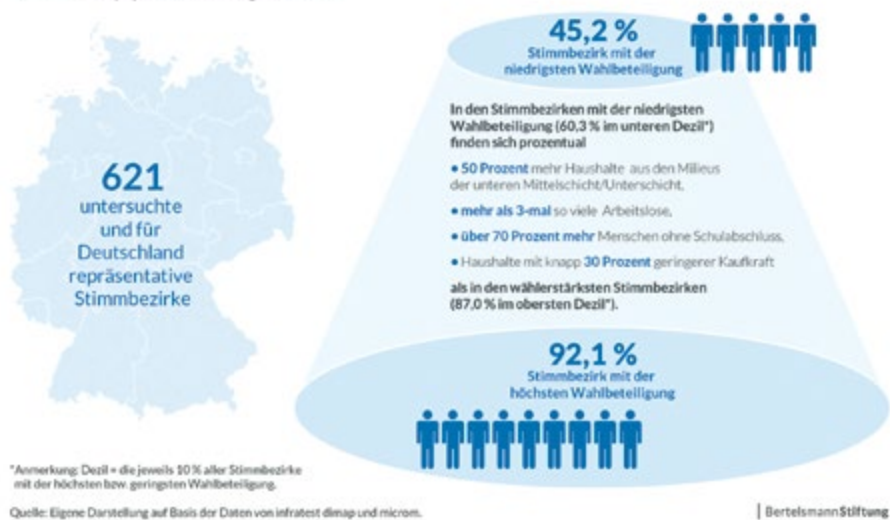 621
untersuchte
und für
Deutschland
repräsentative
Stimmbezirke
45,2 %
Stimmbezirk mit der
niedrigsten Wahlbeteiligung
In den Stimmbezirken mit der niedrigsten
Wahlbeteiligung (60,3 % im unteren Dezil*)
finden sich prozentual
• 50 Prozent mehr Haushalte aus den Milieus
der unteren Mittelschicht/Unterschicht,
• mehr als 3-mal so viele Arbeitslose,
• über 70 Prozent mehr Menschen ohne Schulabschluss,
• Haushalte mit knapp 30 Prozent geringerer Kaufkraft
als in den wählerstärksten Stimmbezirken
(87,0 % im obersten Dezil*).
92,1 %
Stimmbezirk mit der
höchsten Wahlbeteiligung
*Anmerkung: Dezil = die jeweils 10 % aller Stimmbezirke
mit der höchsten bzw. geringsten Wahlbeteiligung.
Quelle: Eigene Darstellung auf Basis der Daten von infratest dimap und microm.
BertelsmannStiftung